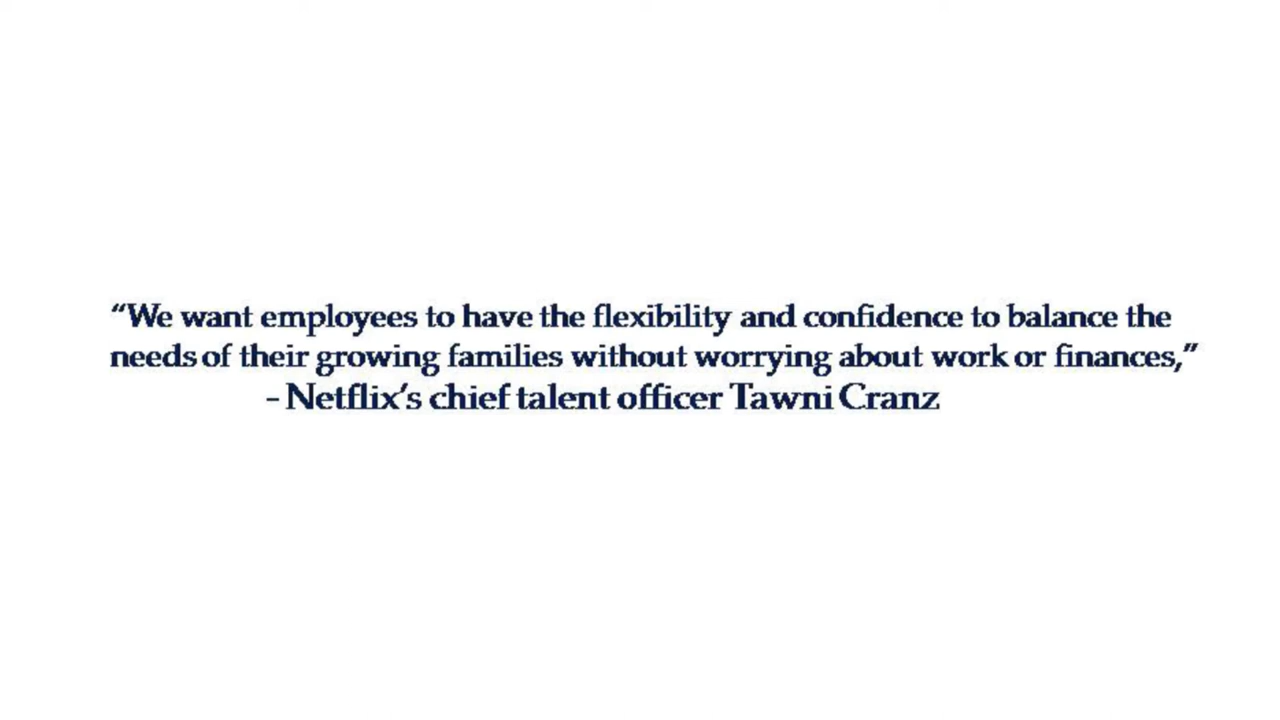 “We want employees to have the flexibility and confidence to balance the
needs of their growing families without worrying about work or finances,”
- Netflix’s chief talent officer Tawni Cranz